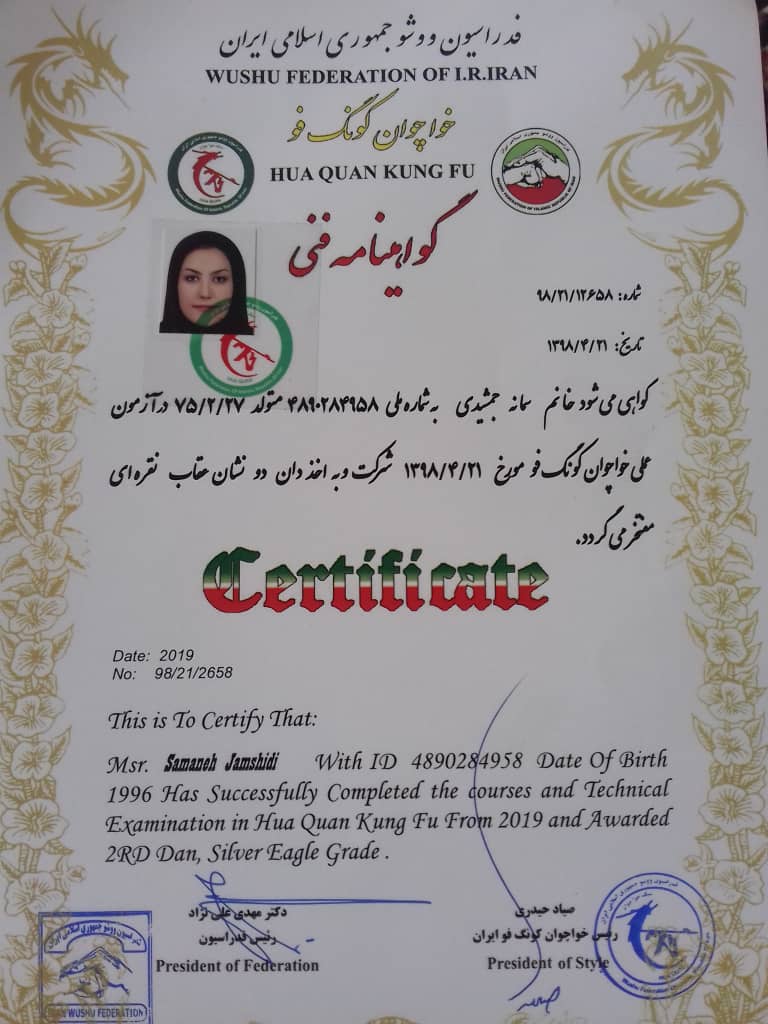 فدراسیون ووشو جمهوری اسلامی ایران
WUSHU FEDERATION OF I.R.IRAN
خواچوان کونگ فو
HUA QUAN KUNG FU
گواهینامه فنی
شماره: ۹۸/۲۱/۱۲۶۵۸
تاریخ: ۱۳۹۸/۴/۲۱
گواهی می شود خانم سمانه جمشیدی به شماره ملی ۴۸۹۰۲۸۴۹۵۸ متولد ۷۵/۲/۲۷ در آزمون
علی خواچوان کونگ فو مورخ ۱۳۹۸/۴/۲۱ شرکت و به اخذ دان دو نشان عقاب نقره ای
مفتخر می گردد.
Certificate
Date: 2019
No: 98/21/2658
This is To Certify That:
Msr. Samaneh Jamshidi With ID 4890284958 Date Of Birth
1996 Has Successfully Completed the courses and Technical
Examination in Hua Quan Kung Fu From 2019 and Awarded
2RD Dan, Silver Eagle Grade .
دکتر مهدی علی نژاد
رئیس فدراسیون
President of Federation
صیاد حیدری
رئیس خواچوان کونگ فو ایران
President of Style
WUSHU FEDERATION